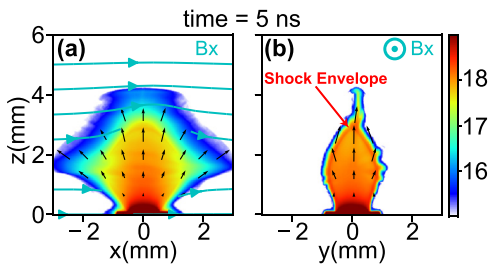 time = 5 ns
(a) Bx
(b) Bx
Shock Envelope
z(mm)
6
4
2
0
−2 0 2
x(mm)
−2 0 2
y(mm)
18
17
16